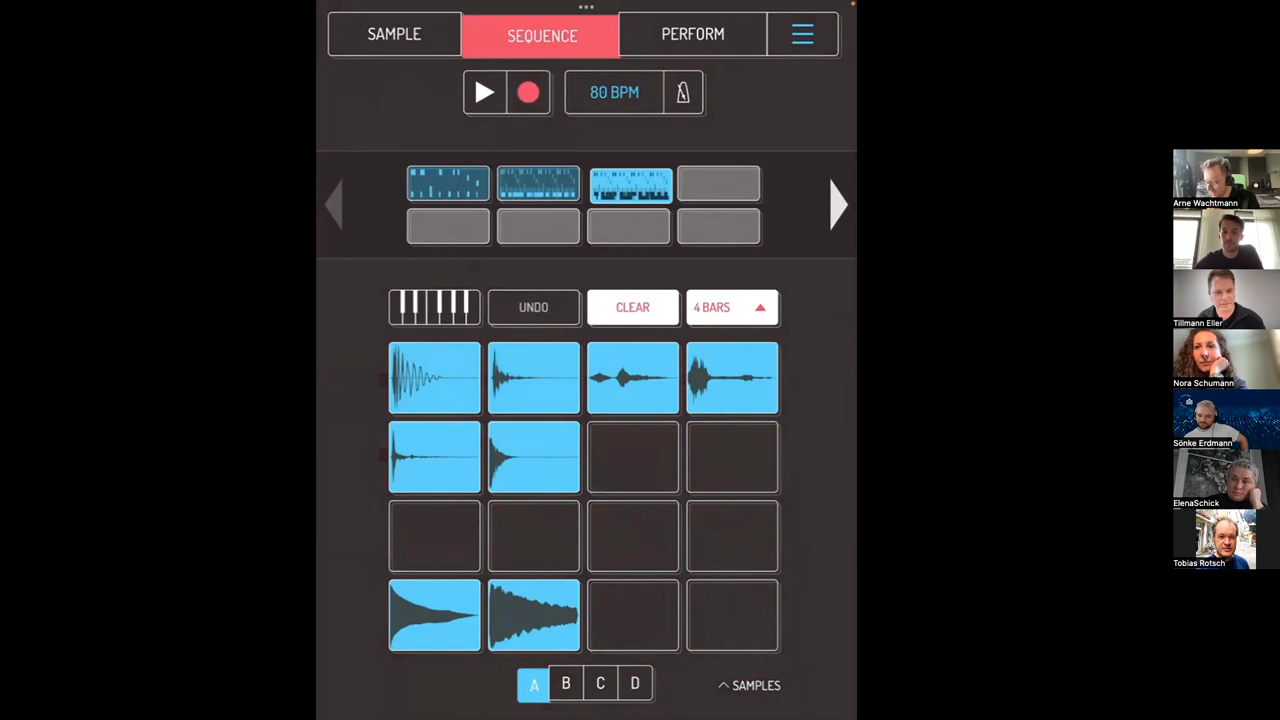 SAMPLE
SEQUENCE
PERFORM
80 BPM
UNDO
CLEAR
4 BARS
A
B
C
D
SAMPLES
Arne Wachtmann
Tillmann Eller
Nora Schumann
Sönke Erdmann
ElenaSchick
Tobias Rotsch